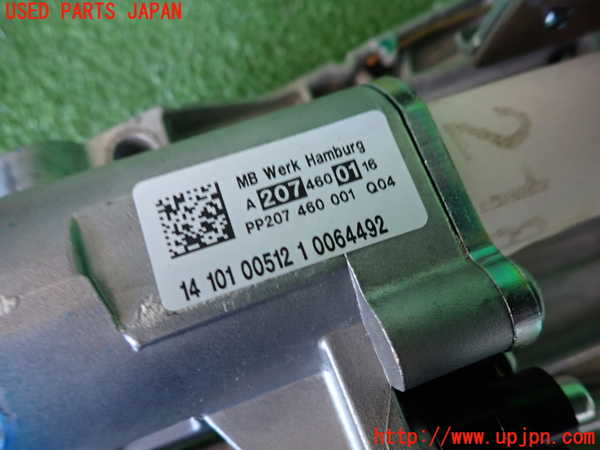 USED PARTS JAPAN
MB Werk Hamburg
A 207 460 01 16
PP207 460 001 Q04
14 101 00512 1 0064492
http://www.upjpn.com/